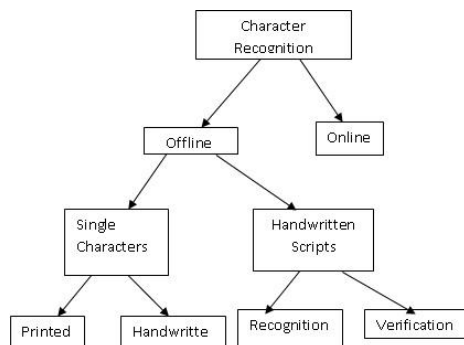 Character
Recognition
Offline
Online
Single
Characters
Handwritten
Scripts
Printed
Handwritte
Recognition
Verification